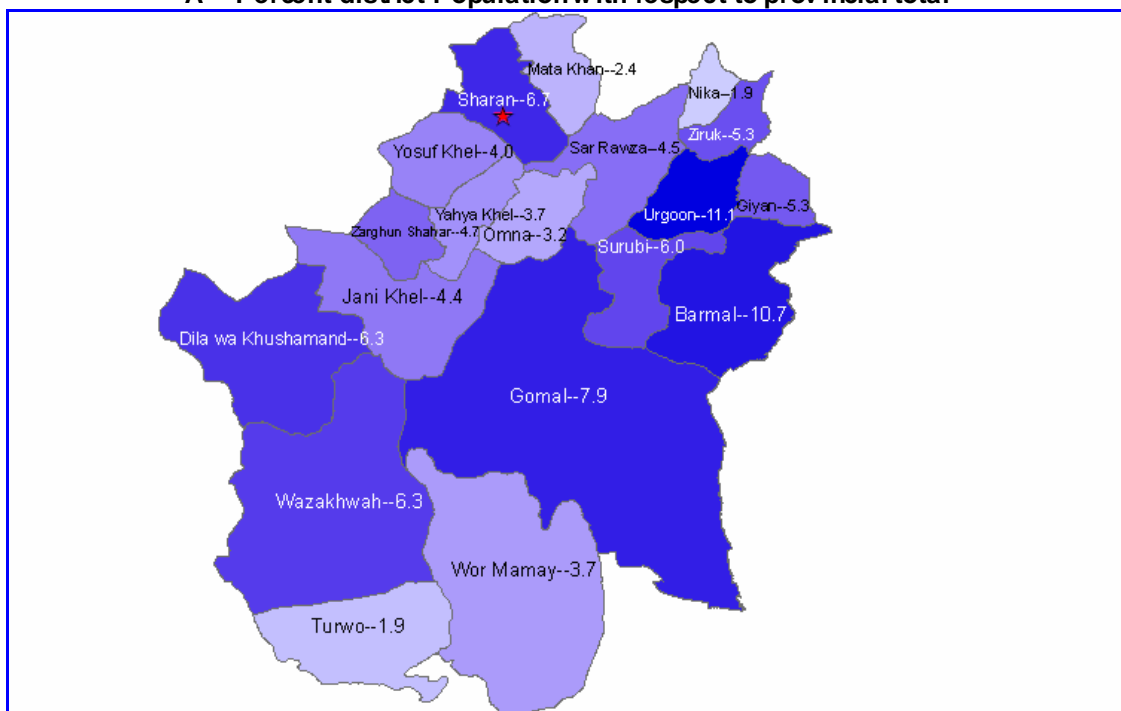 A - Percent district Population with respect to provincial total
Mata Khan--2.4
Sharan--6.7
Nika--1.9
Ziruk--5.3
Yosuf Khel--4.0
Sar Rawza--4.5
Yahya Khel--3.7
Urgoon--11.1
Giyan--5.3
Zarghun Shahar--4.7
Omna--3.2
Surubi--6.0
Jani Khel--4.4
Barmal--10.7
Dila wa Khushamand--6.3
Gomal--7.9
Wazakhwah--6.3
Wor Mamay--3.7
Turwo--1.9